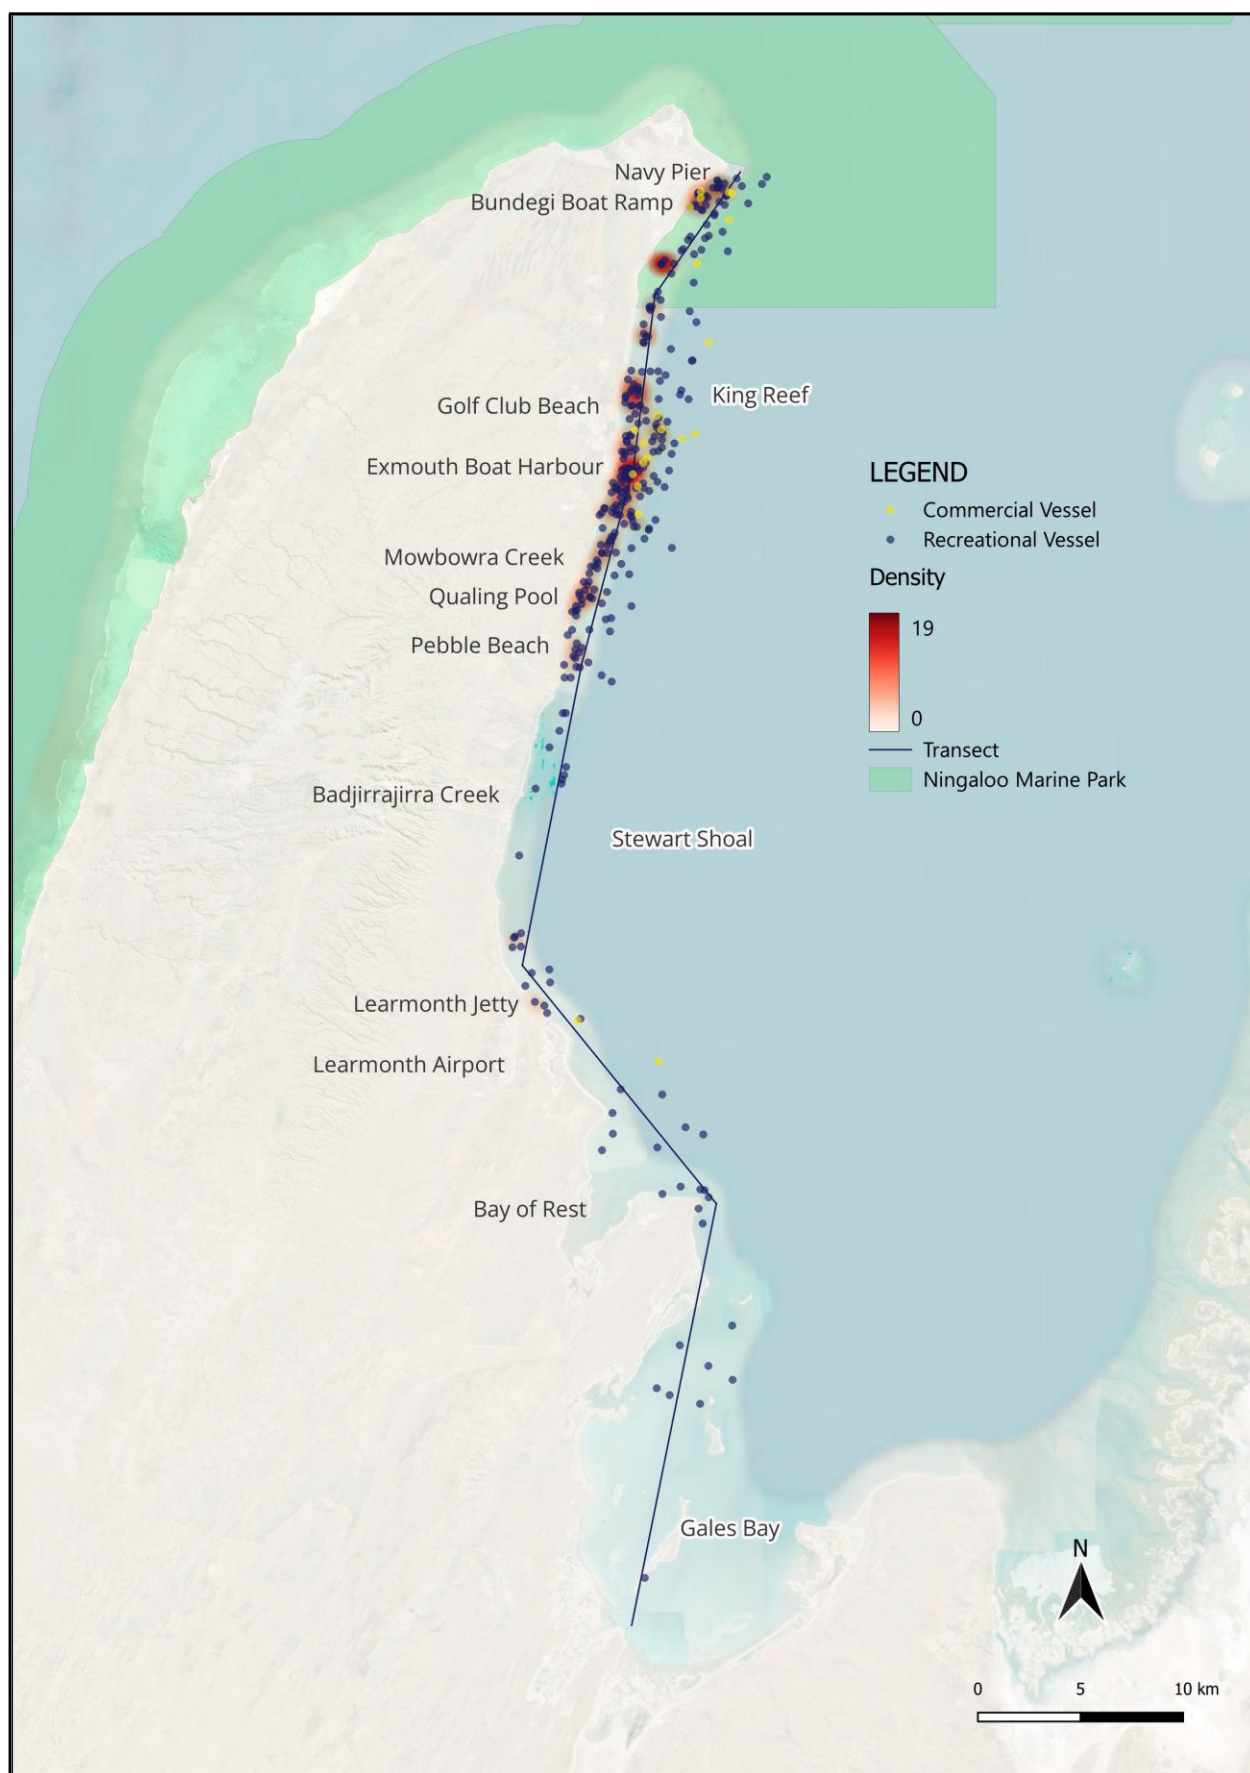 Navy Pier
Bundegi Boat Ramp
King Reef
Golf Club Beach
Exmouth Boat Harbour
LEGEND
Commercial Vessel
Recreational Vessel
Density
19
0
Transect
Ningaloo Marine Park
Mowbowra Creek
Qualing Pool
Pebble Beach
Badjirrajirra Creek
Stewart Shoal
Learmonth Jetty
Learmonth Airport
Bay of Rest
Gales Bay
N
0 5 10 km